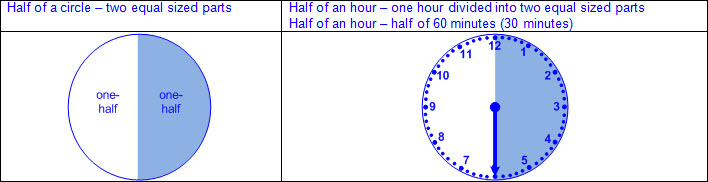 Half of a circle – two equal sized parts
Half of an hour – one hour divided into two equal sized parts
Half of an hour – half of 60 minutes (30 minutes)
one-
half
one-
half
12
1
2
3
4
5
7
8
9
10
11